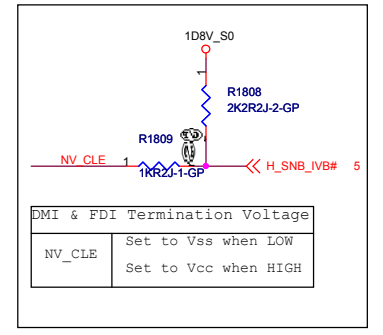 1D8V_S0
1
R1808
2K2R2J-2-GP
R1809
NV_CLE 1
1KR2J-1-GP
H_SNB_IVB# 5
DMI & FDI Termination Voltage
NV_CLE
Set to Vss when LOW
Set to Vcc when HIGH